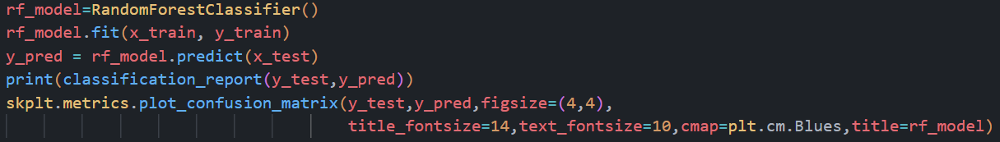 rf_model=RandomForestClassifier()
rf_model.fit(x_train, y_train)
y_pred = rf_model.predict(x_test)
print(classification_report(y_test,y_pred))
skplt.metrics.plot_confusion_matrix(y_test,y_pred,figsize=(4,4),
title_fontsize=14,text_fontsize=10,cmap=plt.cm.Blues,title=rf_model)